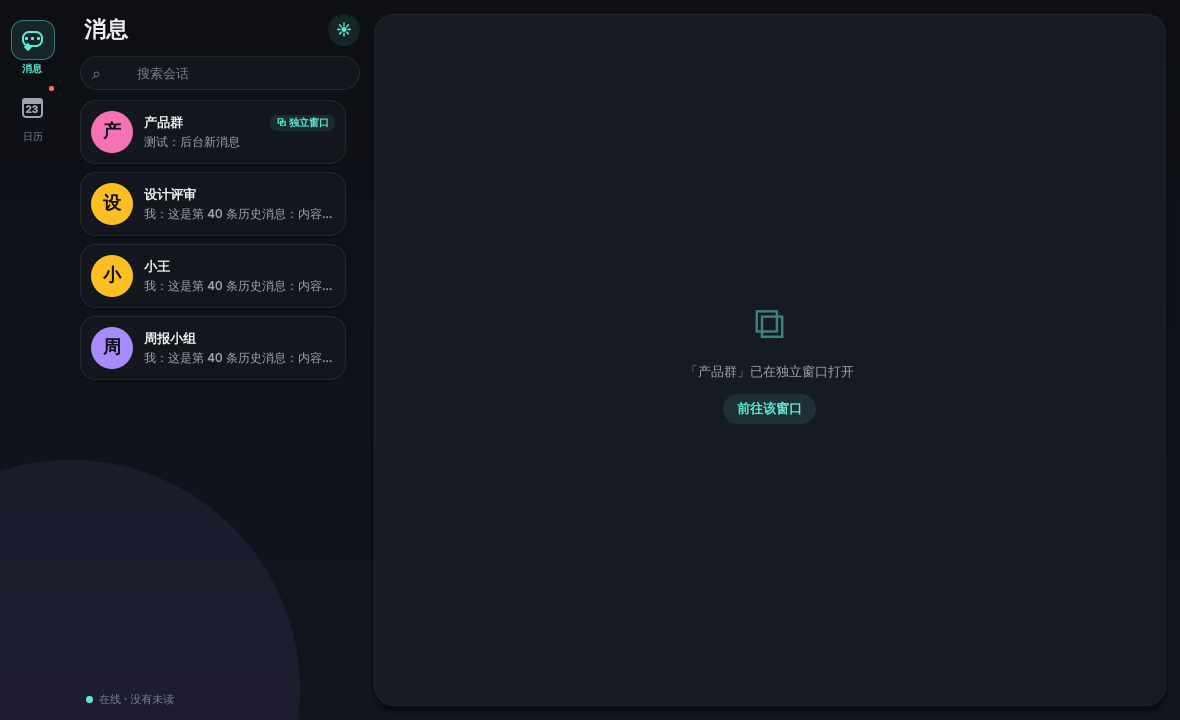 消息
23
日历
消息
搜索会话
产品群
独立窗口
测试：后台新消息
产
设计评审
我：这是第 40 条历史消息：内容...
设
小王
我：这是第 40 条历史消息：内容...
小
周报小组
我：这是第 40 条历史消息：内容...
周
在线 · 没有未读
「产品群」已在独立窗口打开
前往该窗口